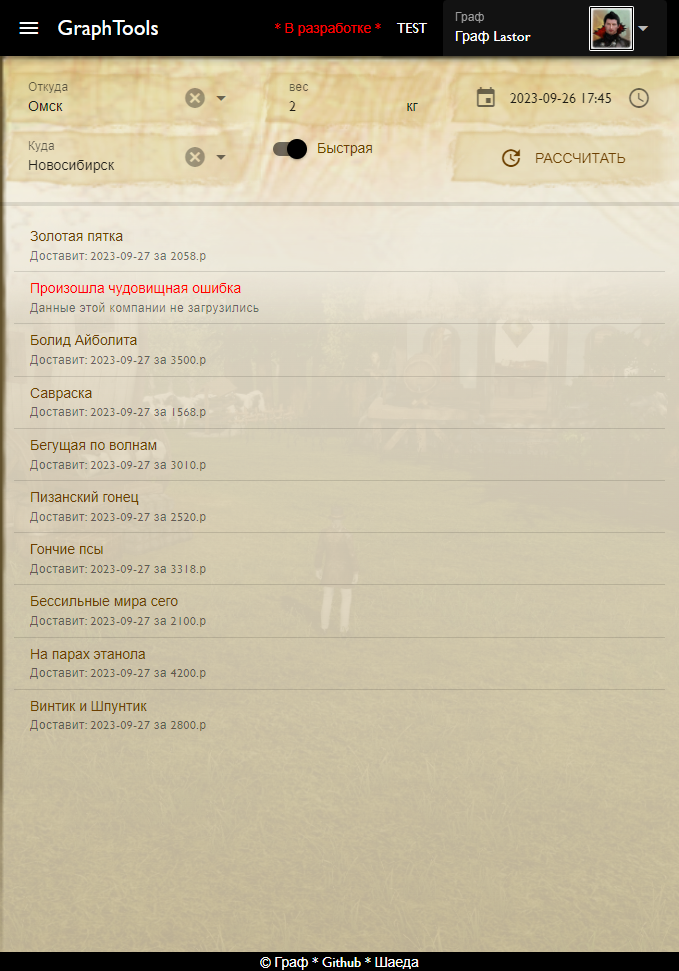 GraphTools
* В разработке *
TEST
Граф
Граф Lastor
Откуда
Омск
вес
2 кг
2023-09-26 17:45
Куда
Новосибирск
Быстрая
РАССЧИТАТЬ
Золотая пятка
Доставит: 2023-09-27 за 2058.р
Произошла чудовищная ошибка
Данные этой компании не загрузились
Болид Айболита
Доставит: 2023-09-27 за 3500.р
Савраска
Доставит: 2023-09-27 за 1568.р
Бегущая по волнам
Доставит: 2023-09-27 за 3010.р
Пизанский гонец
Доставит: 2023-09-27 за 2520.р
Гончие псы
Доставит: 2023-09-27 за 3318.р
Бессильные мира сего
Доставит: 2023-09-27 за 2100.р
На парах этанола
Доставит: 2023-09-27 за 4200.р
Винтик и Шпунтик
Доставит: 2023-09-27 за 2800.р
© Граф * Github * Шаеда